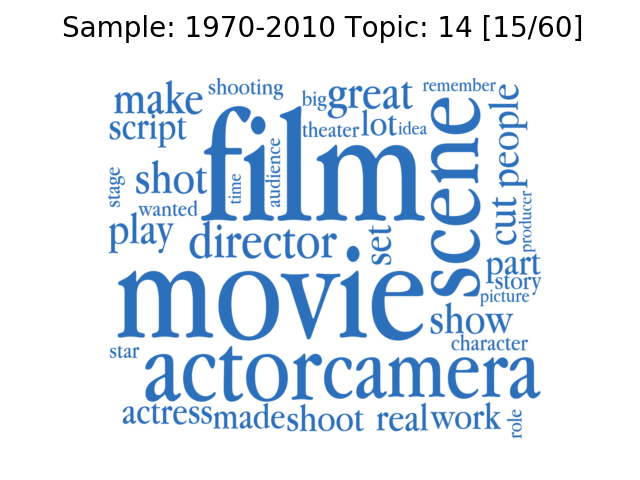 Sample: 1970-2010 Topic: 14 [15/60]
make
shooting
big
great
remember
script
theater
lot
idea
scene
people
film
stage
shot
time
audience
wanted
play
director
set
cut
producer
movie
part
story
picture
show
character
star
actor
camera
actress
made
shoot
real
work
role